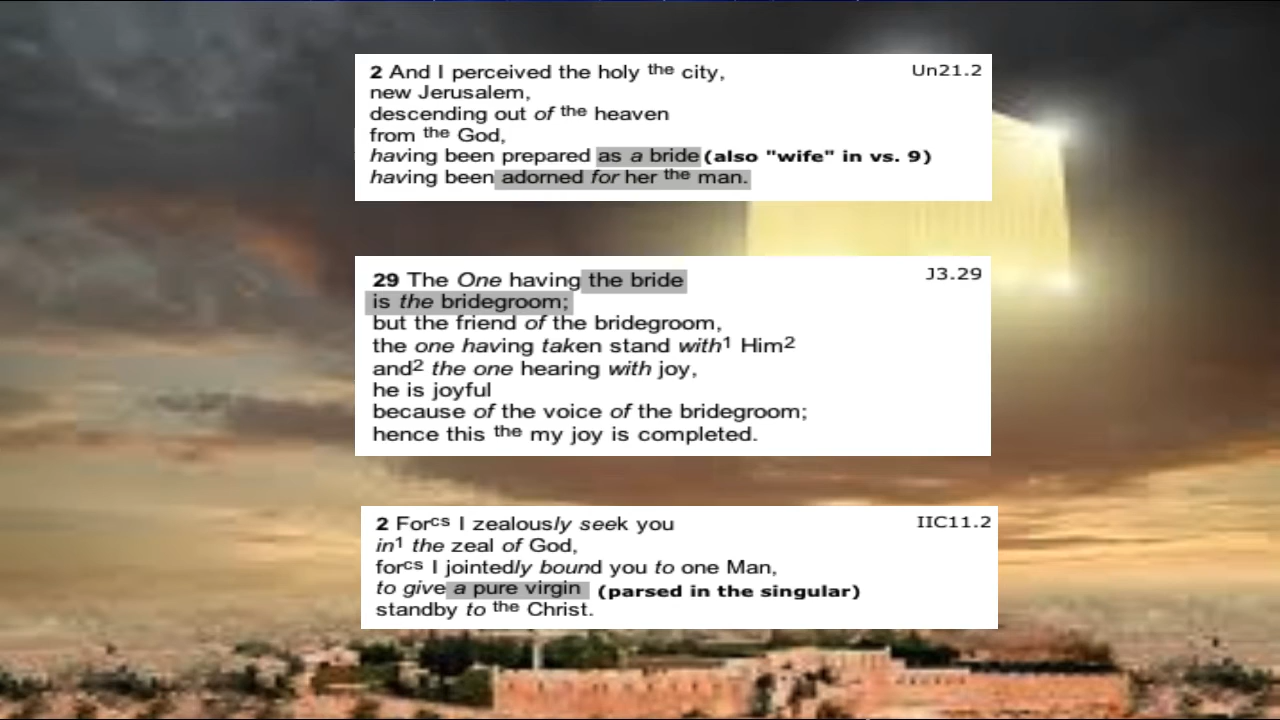 2 And I perceived the holy the city, Un21.2
new Jerusalem,
descending out of the heaven
from the God,
having been prepared as a bride (also "wife" in vs. 9)
having been adorned for her the man.
29 The One having the bride J3.29
is the bridegroom;
but the friend of the bridegroom,
the one having taken stand with1 Him2
and2 the one hearing with joy,
he is joyful
because of the voice of the bridegroom;
hence this the my joy is completed.
2 Forcs I zealously seek you IIC11.2
in1 the zeal of God,
forcs I jointedly bound you to one Man,
to give a pure virgin (parsed in the singular)
standby to the Christ.